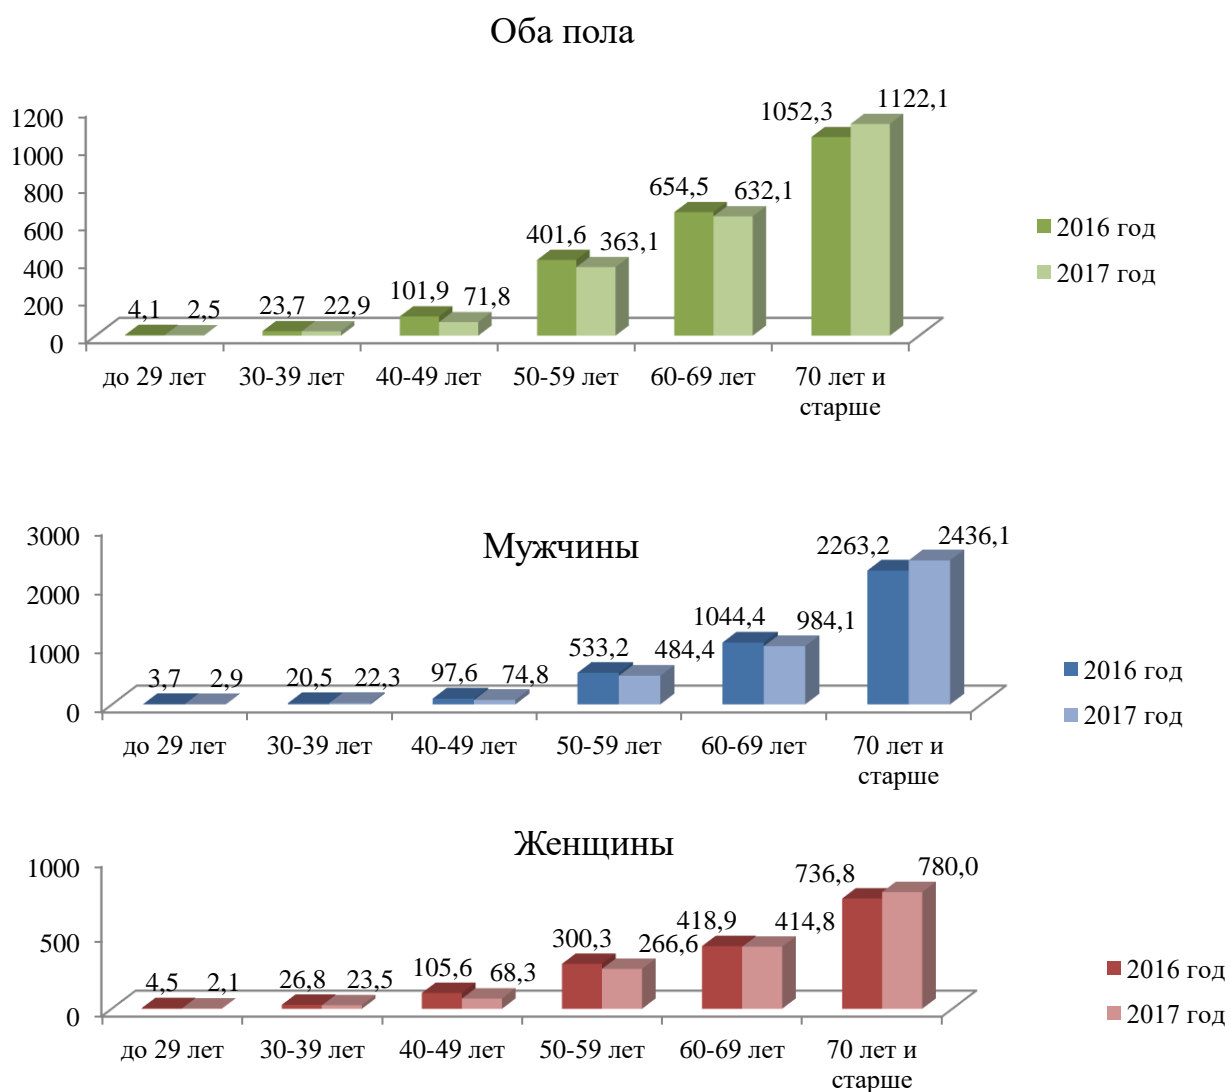 Оба пола
1200
1000
800
600
400
200
0
4,1
2,5
23,7
22,9
101,9
71,8
401,6
363,1
654,5
632,1
1052,3
1122,1
до 29 лет
30-39 лет
40-49 лет
50-59 лет
60-69 лет
70 лет и
старше
2016 год
2017 год
Мужчины
3000
2000
1000
0
3,7
2,9
20,5
22,3
97,6
74,8
533,2
484,4
1044,4
984,1
2263,2
2436,1
до 29 лет
30-39 лет
40-49 лет
50-59 лет
60-69 лет
70 лет и
старше
2016 год
2017 год
Женщины
1000
500
0
4,5
2,1
26,8
23,5
105,6
68,3
300,3
266,6
418,9
414,8
736,8
780,0
до 29 лет
30-39 лет
40-49 лет
50-59 лет
60-69 лет
70 лет и
старше
2016 год
2017 год